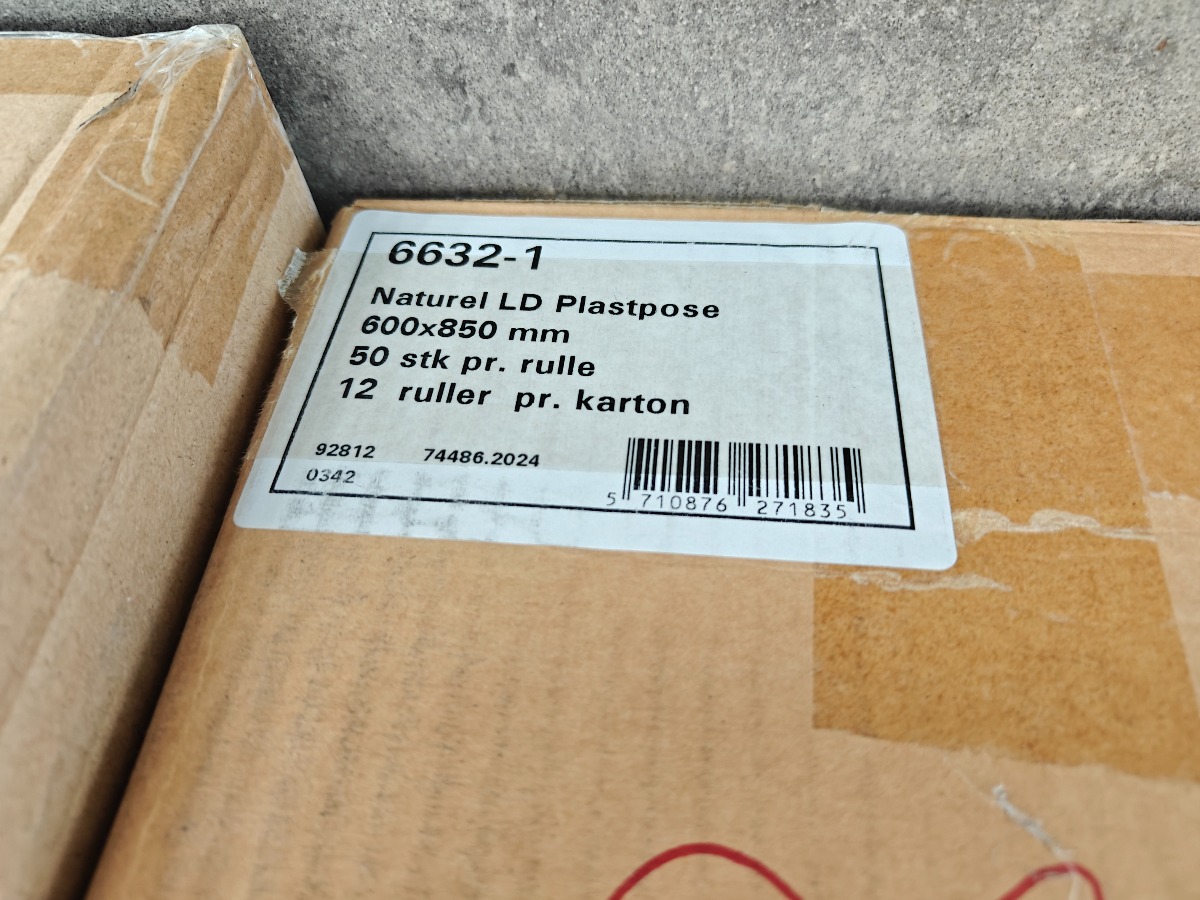 6632-1
Naturel LD Plastpose
600x850 mm
50 stk pr. rulle
12 ruller pr. karton
92812 74486.2024
0342
5 710876 271835